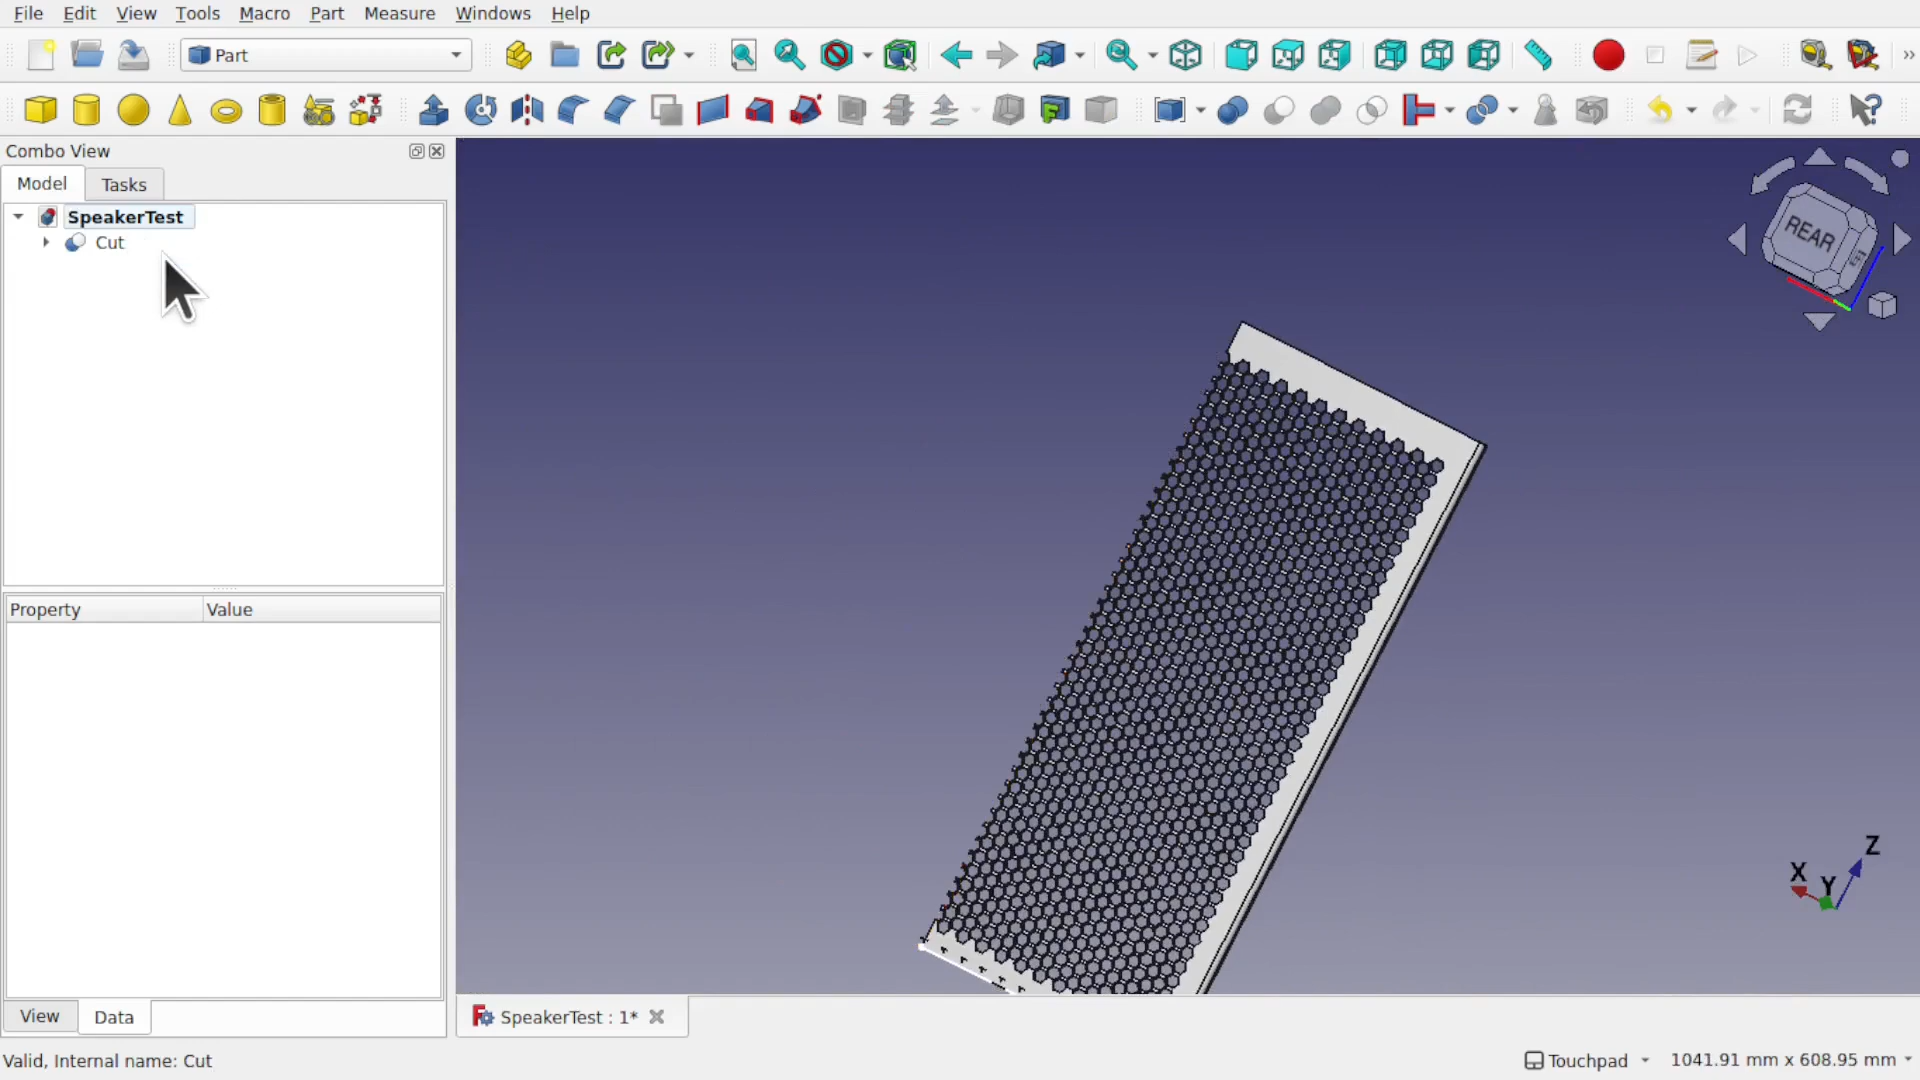 File Edit View Tools Macro Part Measure Windows Help
Part
Combo View
Model Tasks
SpeakerTest
Cut
Property Value
View Data
SpeakerTest : 1*
Valid, Internal name: Cut
Touchpad 1041.91 mm x 608.95 mm
REAR
Z
X
Y